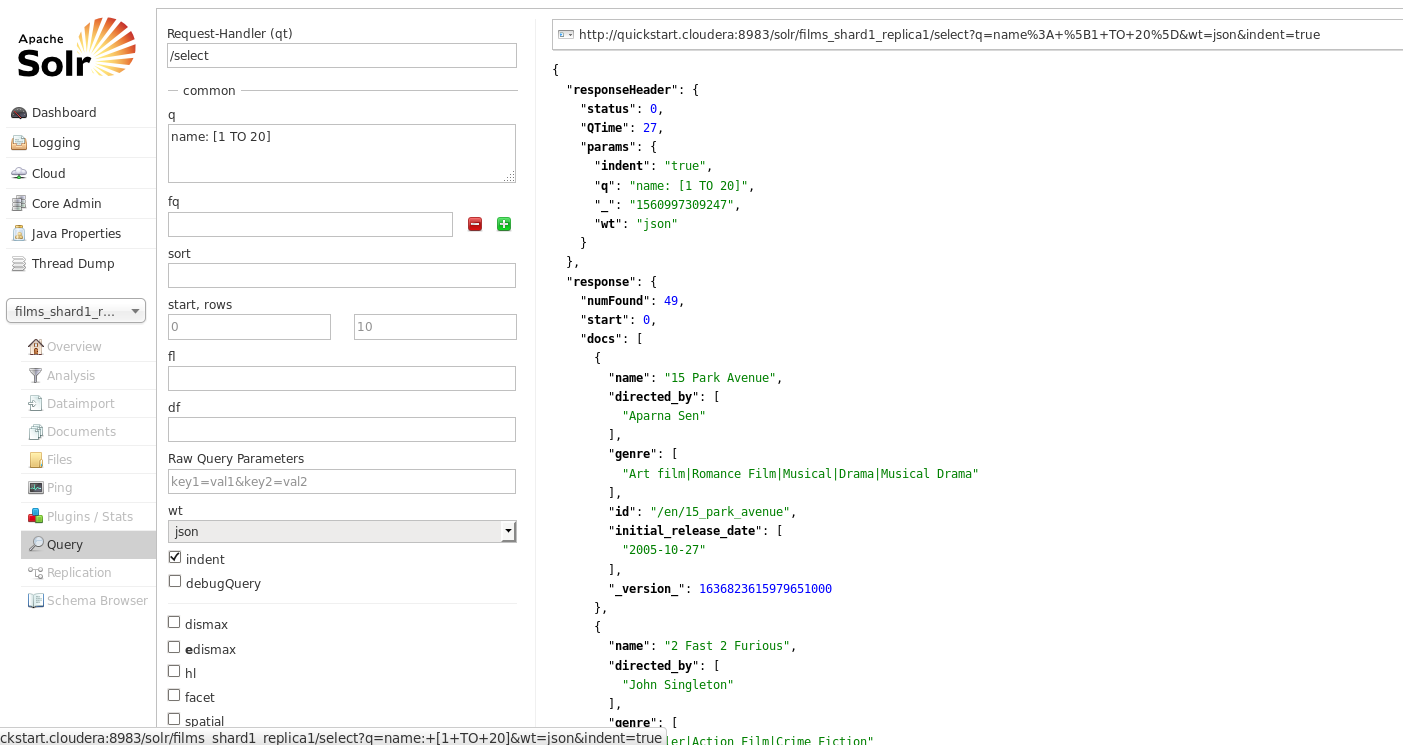 Apache
Solr
Dashboard
Logging
Cloud
Core Admin
Java Properties
Thread Dump
films_shard1_r...
Overview
Analysis
Dataimport
Documents
Files
Ping
Plugins / Stats
Query
Replication
Schema Browser
Request-Handler (qt)
/select
common
q
name: [1 TO 20]
fq
sort
start, rows
0 10
fl
df
Raw Query Parameters
key1=val1&key2=val2
wt
json
indent
debugQuery
dismax
edismax
hl
facet
spatial
http://quickstart.cloudera:8983/solr/films_shard1_replica1/select?q=name%3A+%5B1+TO+20%5D&wt=json&indent=true
{
"responseHeader": {
"status": 0,
"QTime": 27,
"params": {
"indent": "true",
"q": "name: [1 TO 20]",
"_": "1560997309247",
"wt": "json"
}
},
"response": {
"numFound": 49,
"start": 0,
"docs": [
{
"name": "15 Park Avenue",
"directed_by": [
"Aparna Sen"
],
"genre": [
"Art film|Romance Film|Musical|Drama|Musical Drama"
],
"id": "/en/15_park_avenue",
"initial_release_date": [
"2005-10-27"
],
"_version_": 1636823615979651000
},
{
"name": "2 Fast 2 Furious",
"directed_by": [
"John Singleton"
],
"genre": [
ler|Action Film|Crime Fiction"
ckstart.cloudera:8983/solr/films_shard1_replica1/select?q=name:+[1+TO+20]&wt=json&indent=true